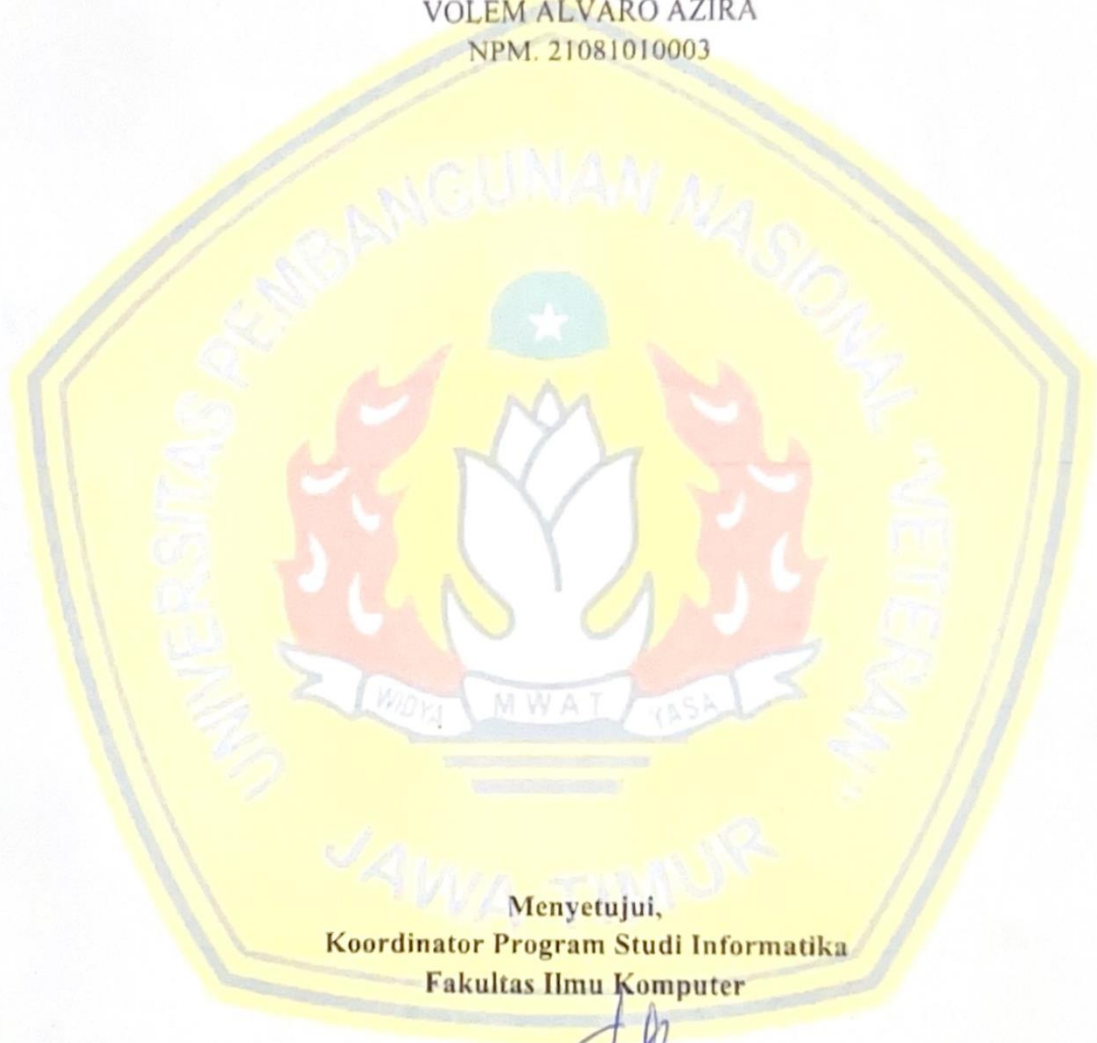 VOLEM ALVARO AZIRA
NPM. 21081010003
UNIVERSITAS PEMBANGUNAN NASIONAL "VETERAN"
WIDYA MWAT YASA
JAWA TIMUR
Menyetujui,
Koordinator Program Studi Informatika
Fakultas Ilmu Komputer